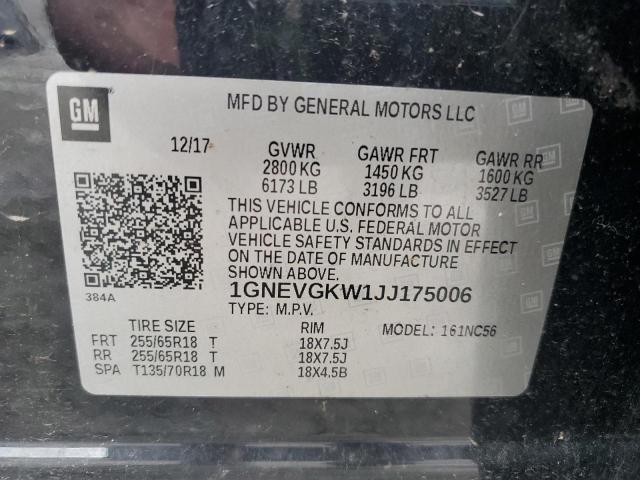 GM
MFD BY GENERAL MOTORS LLC
12/17 GVWR GAWR FRT GAWR RR
2800 KG 1450 KG 1600 KG
6173 LB 3196 LB 3527 LB
THIS VEHICLE CONFORMS TO ALL
APPLICABLE U.S. FEDERAL MOTOR
VEHICLE SAFETY STANDARDS IN EFFECT
ON THE DATE OF MANUFACTURE
SHOWN ABOVE.
384A
1GNEVGKW1JJ175006
TYPE: M.P.V.
TIRE SIZE RIM MODEL: 161NC56
FRT 255/65R18 T 18X7.5J
RR 255/65R18 T 18X7.5J
SPA T135/70R18 M 18X4.5B